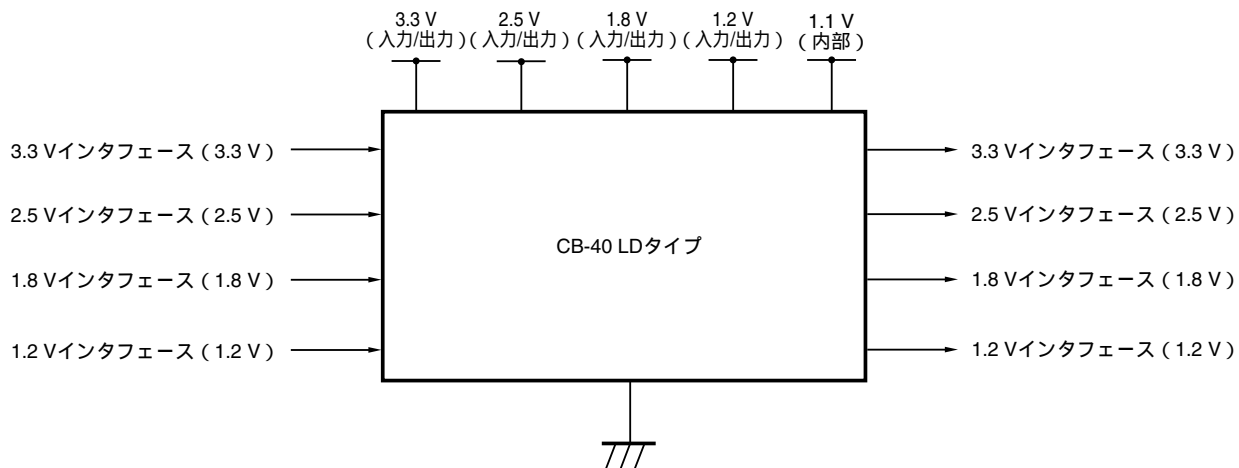 3.3 V 2.5 V 1.8 V 1.2 V 1.1 V
(入力/出力)(入力/出力)(入力/出力)(入力/出力)(内部)
3.3 Vインタフェース(3.3 V) 3.3 Vインタフェース(3.3 V)
2.5 Vインタフェース(2.5 V) 2.5 Vインタフェース(2.5 V)
CB-40 LDタイプ
1.8 Vインタフェース(1.8 V) 1.8 Vインタフェース(1.8 V)
1.2 Vインタフェース(1.2 V) 1.2 Vインタフェース(1.2 V)